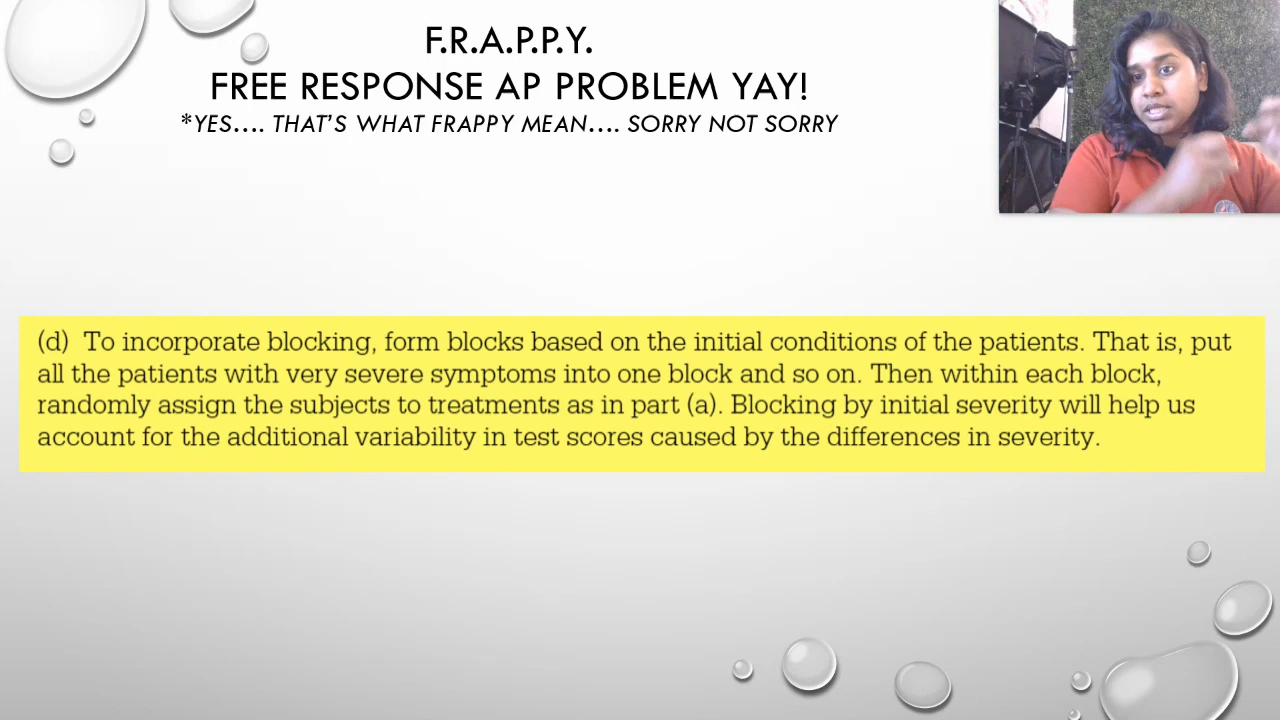 F.R.A.P.P.Y.
FREE RESPONSE AP PROBLEM YAY!
*YES.... THAT'S WHAT FRAPPY MEAN.... SORRY NOT SORRY
(d) To incorporate blocking, form blocks based on the initial conditions of the patients. That is, put
all the patients with very severe symptoms into one block and so on. Then within each block,
randomly assign the subjects to treatments as in part (a). Blocking by initial severity will help us
account for the additional variability in test scores caused by the differences in severity.